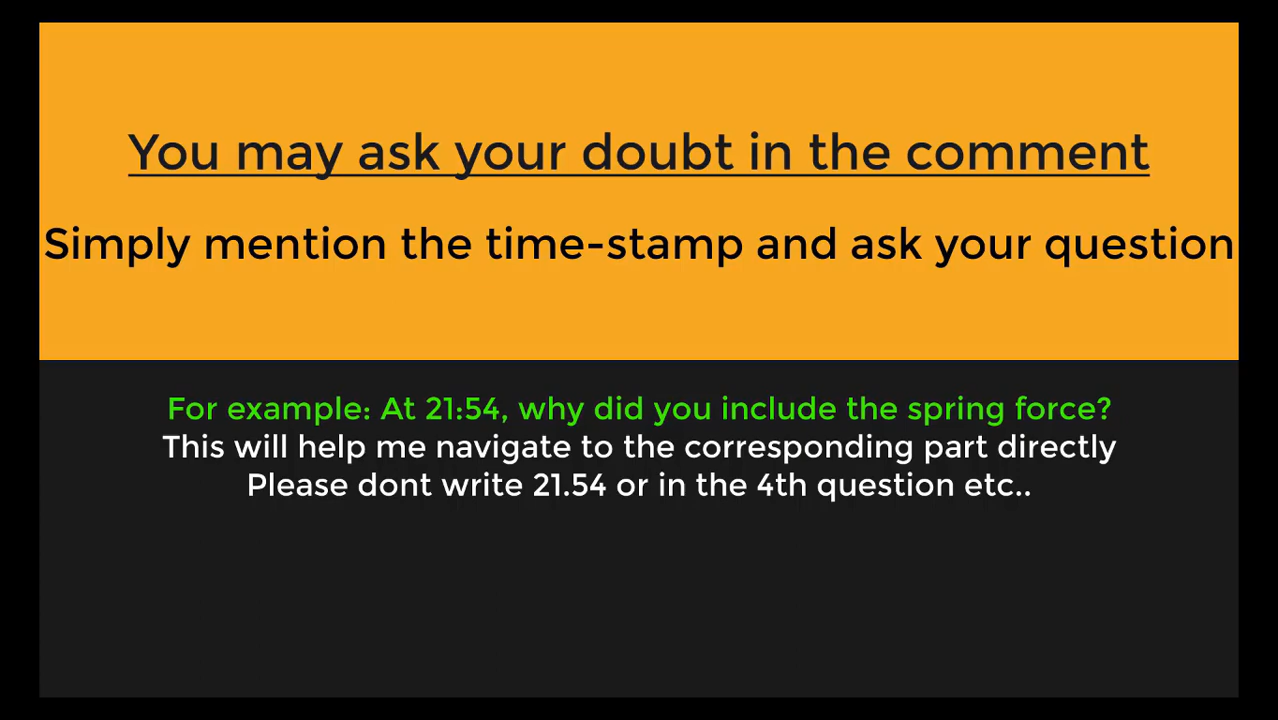 You may ask your doubt in the comment
Simply mention the time-stamp and ask your question
For example: At 21:54, why did you include the spring force?
This will help me navigate to the corresponding part directly
Please dont write 21.54 or in the 4th question etc..